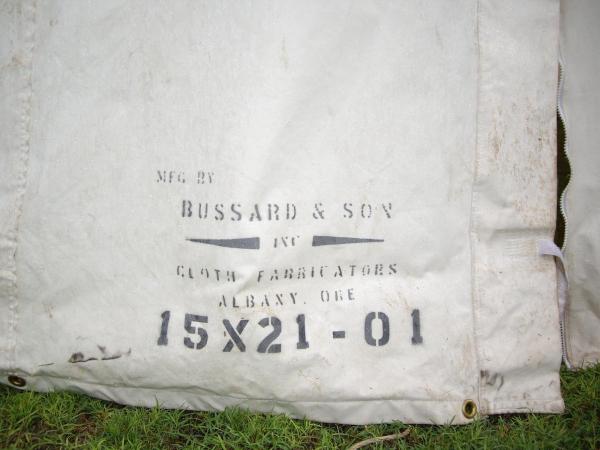 MFG BY
BUSSARD & SON
INC
CLOTH FABRICATORS
ALBANY, ORE
15X21-01